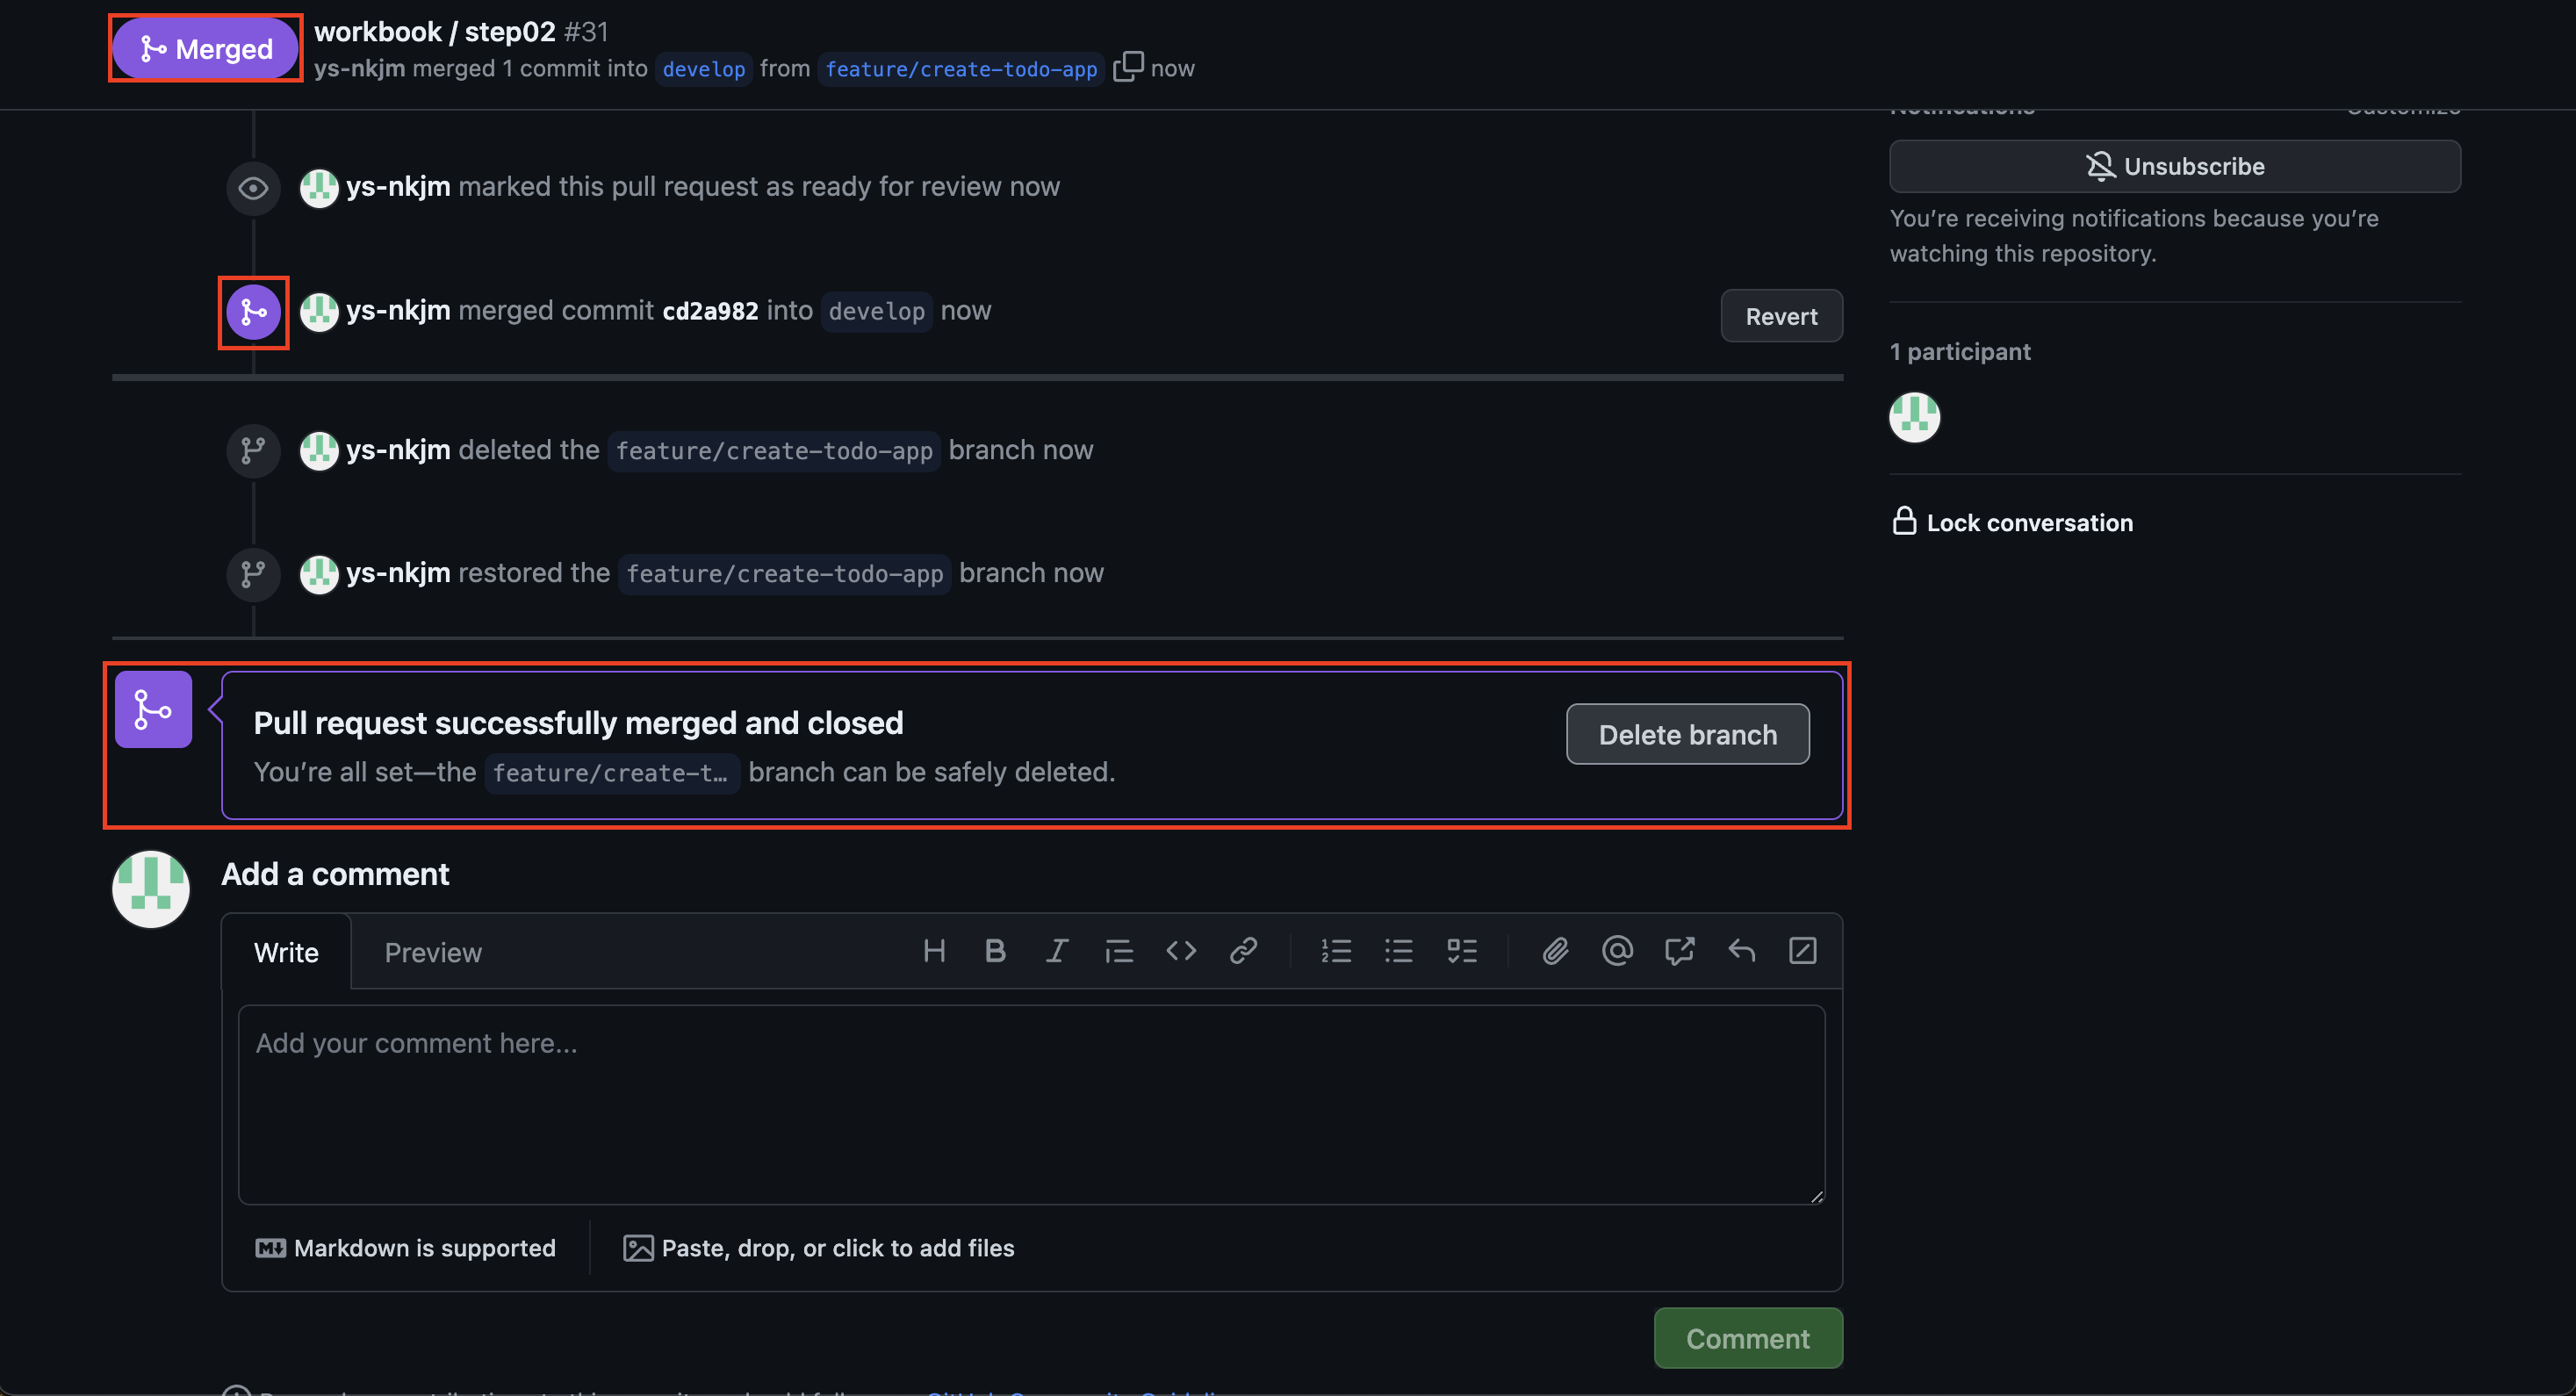 Merged
workbook / step02 #31
ys-nkjm merged 1 commit into develop from feature/create-todo-app now
Notifications Customize
Unsubscribe
You’re receiving notifications because you’re
watching this repository.
1 participant
Lock conversation
ys-nkjm marked this pull request as ready for review now
ys-nkjm merged commit cd2a982 into develop now
Revert
ys-nkjm deleted the feature/create-todo-app branch now
ys-nkjm restored the feature/create-todo-app branch now
Pull request successfully merged and closed
You’re all set—the feature/create-t… branch can be safely deleted.
Delete branch
Add a comment
Write Preview
Add your comment here...
Markdown is supported
Paste, drop, or click to add files
Comment